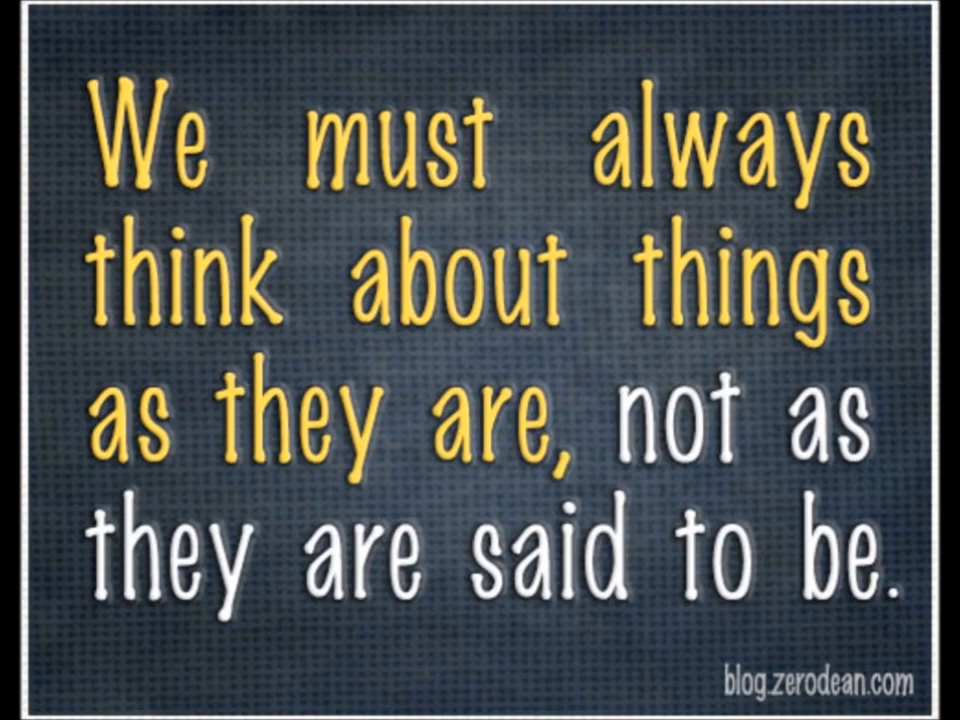 We must always
think about things
as they are, not as
they are said to be.
blog.zerodean.com